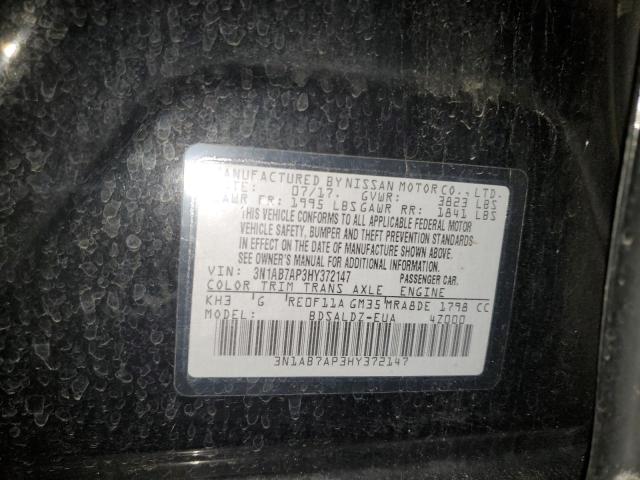 MANUFACTURED BY NISSAN MOTOR CO., LTD.
DATE: 07/17. GVWR: 3823 LBS
GAWR FR: 1995 LBS GAWR RR: 1841 LBS
THIS VEHICLE CONFORMS TO ALL APPLICABLE FEDERAL MOTOR
VEHICLE SAFETY, BUMPER AND THEFT PREVENTION STANDARDS
IN EFFECT ON THE DATE OF MANUFACTURE SHOWN ABOVE.
SEE OWNER'S MANUAL FOR ADDITIONAL INFORMATION.
VIN: 3N1AB7AP3HY372147 PASSENGER CAR.
COLOR TRIM TRANS AXLE ENGINE
KH3 G RE0F11A GM35 MRA8DE 1798 CC
MODEL: BDSALDZ-EUA 4Z000
3N1AB7AP3HY372147